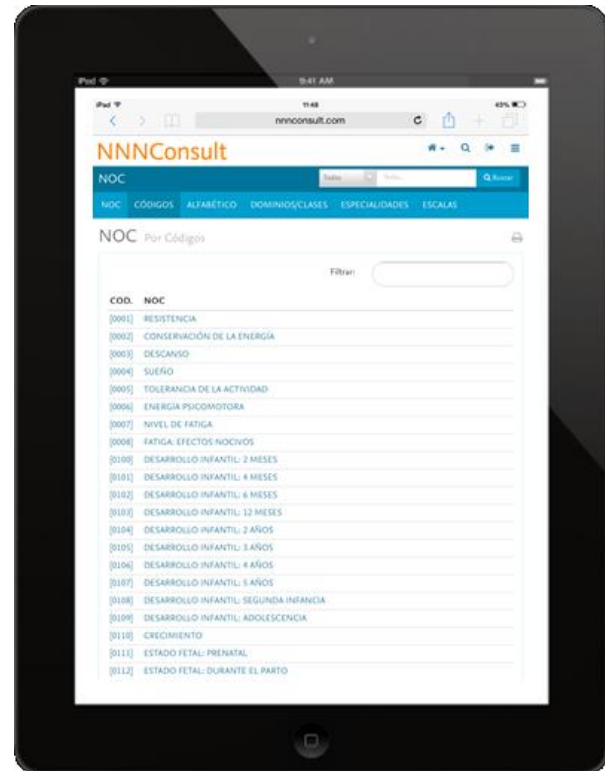 iPad 9:41 AM
iPad 11:48 43%
nnnconsult.com
NNNConsult
NOC Todos Buscar
NOC CÓDIGOS ALFABÉTICO DOMINIOS/CLASES ESPECIALIDADES ESCALAS
NOC Por Códigos
Filtrar:
COD. NOC
[0001] RESISTENCIA
[0002] CONSERVACIÓN DE LA ENERGÍA
[0003] DESCANSO
[0004] SUEÑO
[0005] TOLERANCIA DE LA ACTIVIDAD
[0006] ENERGÍA PSICOMOTORA
[0007] NIVEL DE FATIGA
[0008] FATIGA: EFECTOS NOCIVOS
[0100] DESARROLLO INFANTIL: 2 MESES
[0101] DESARROLLO INFANTIL: 4 MESES
[0102] DESARROLLO INFANTIL: 6 MESES
[0103] DESARROLLO INFANTIL: 12 MESES
[0104] DESARROLLO INFANTIL: 2 AÑOS
[0105] DESARROLLO INFANTIL: 3 AÑOS
[0106] DESARROLLO INFANTIL: 4 AÑOS
[0107] DESARROLLO INFANTIL: 5 AÑOS
[0108] DESARROLLO INFANTIL: SEGUNDA INFANCIA
[0109] DESARROLLO INFANTIL: ADOLESCENCIA
[0110] CRECIMIENTO
[0111] ESTADO FETAL: PRENATAL
[0112] ESTADO FETAL: DURANTE EL PARTO